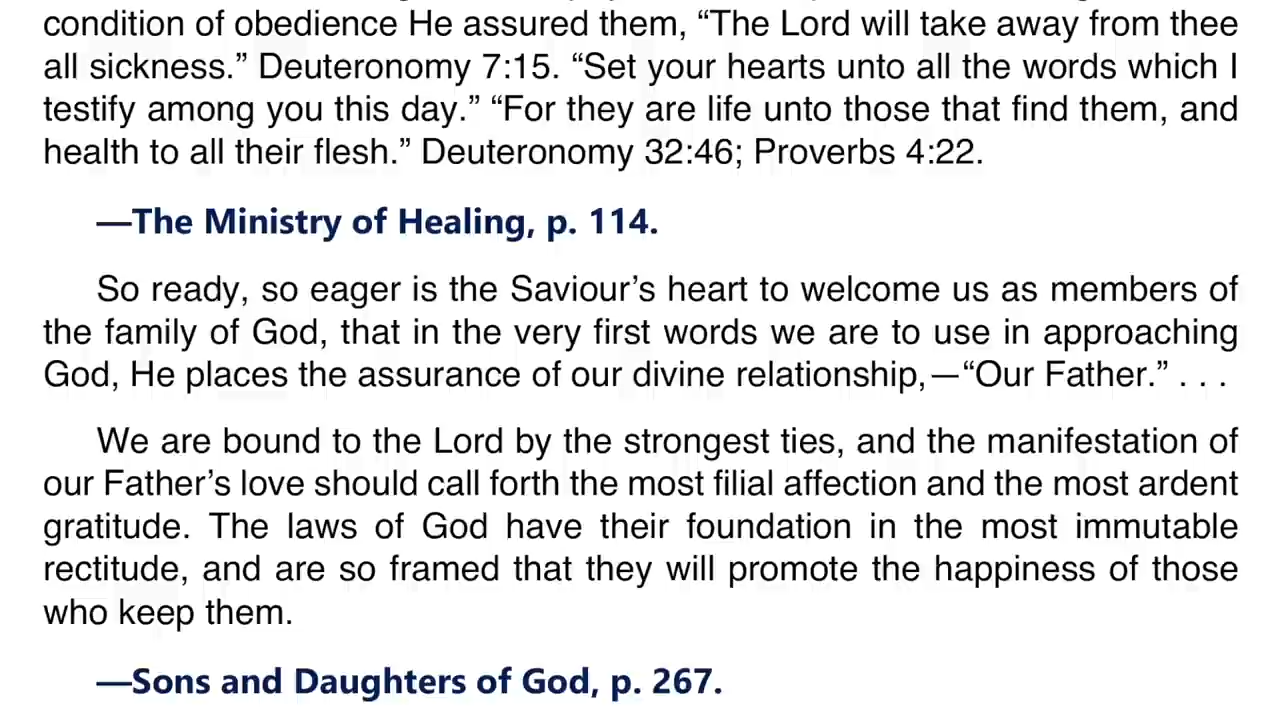 condition of obedience He assured them, “The Lord will take away from thee
all sickness.” Deuteronomy 7:15. “Set your hearts unto all the words which I
testify among you this day.” “For they are life unto those that find them, and
health to all their flesh.” Deuteronomy 32:46; Proverbs 4:22.
—The Ministry of Healing, p. 114.
So ready, so eager is the Saviour’s heart to welcome us as members of
the family of God, that in the very first words we are to use in approaching
God, He places the assurance of our divine relationship,—“Our Father.” . . .
We are bound to the Lord by the strongest ties, and the manifestation of
our Father’s love should call forth the most filial affection and the most ardent
gratitude. The laws of God have their foundation in the most immutable
rectitude, and are so framed that they will promote the happiness of those
who keep them.
—Sons and Daughters of God, p. 267.